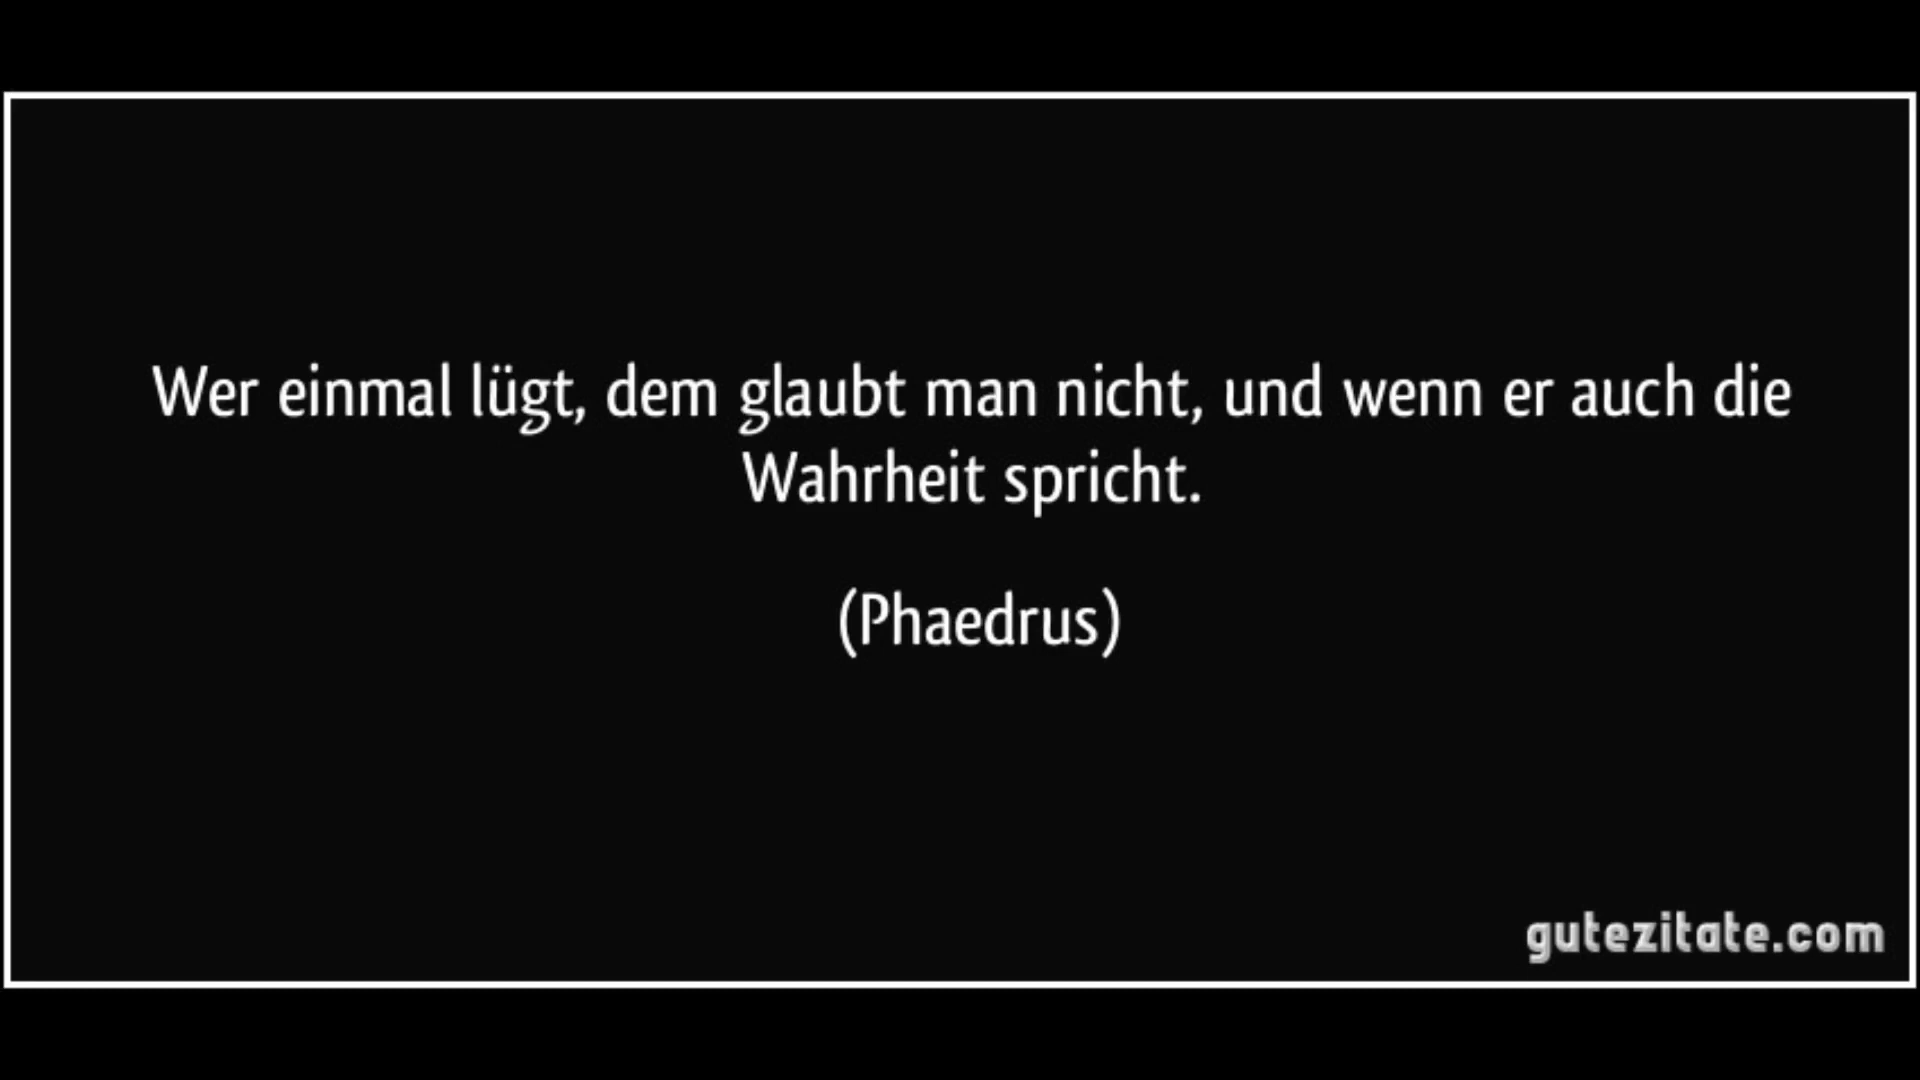 Wer einmal lügt, dem glaubt man nicht, und wenn er auch die
Wahrheit spricht.
(Phaedrus)
gutezitate.com